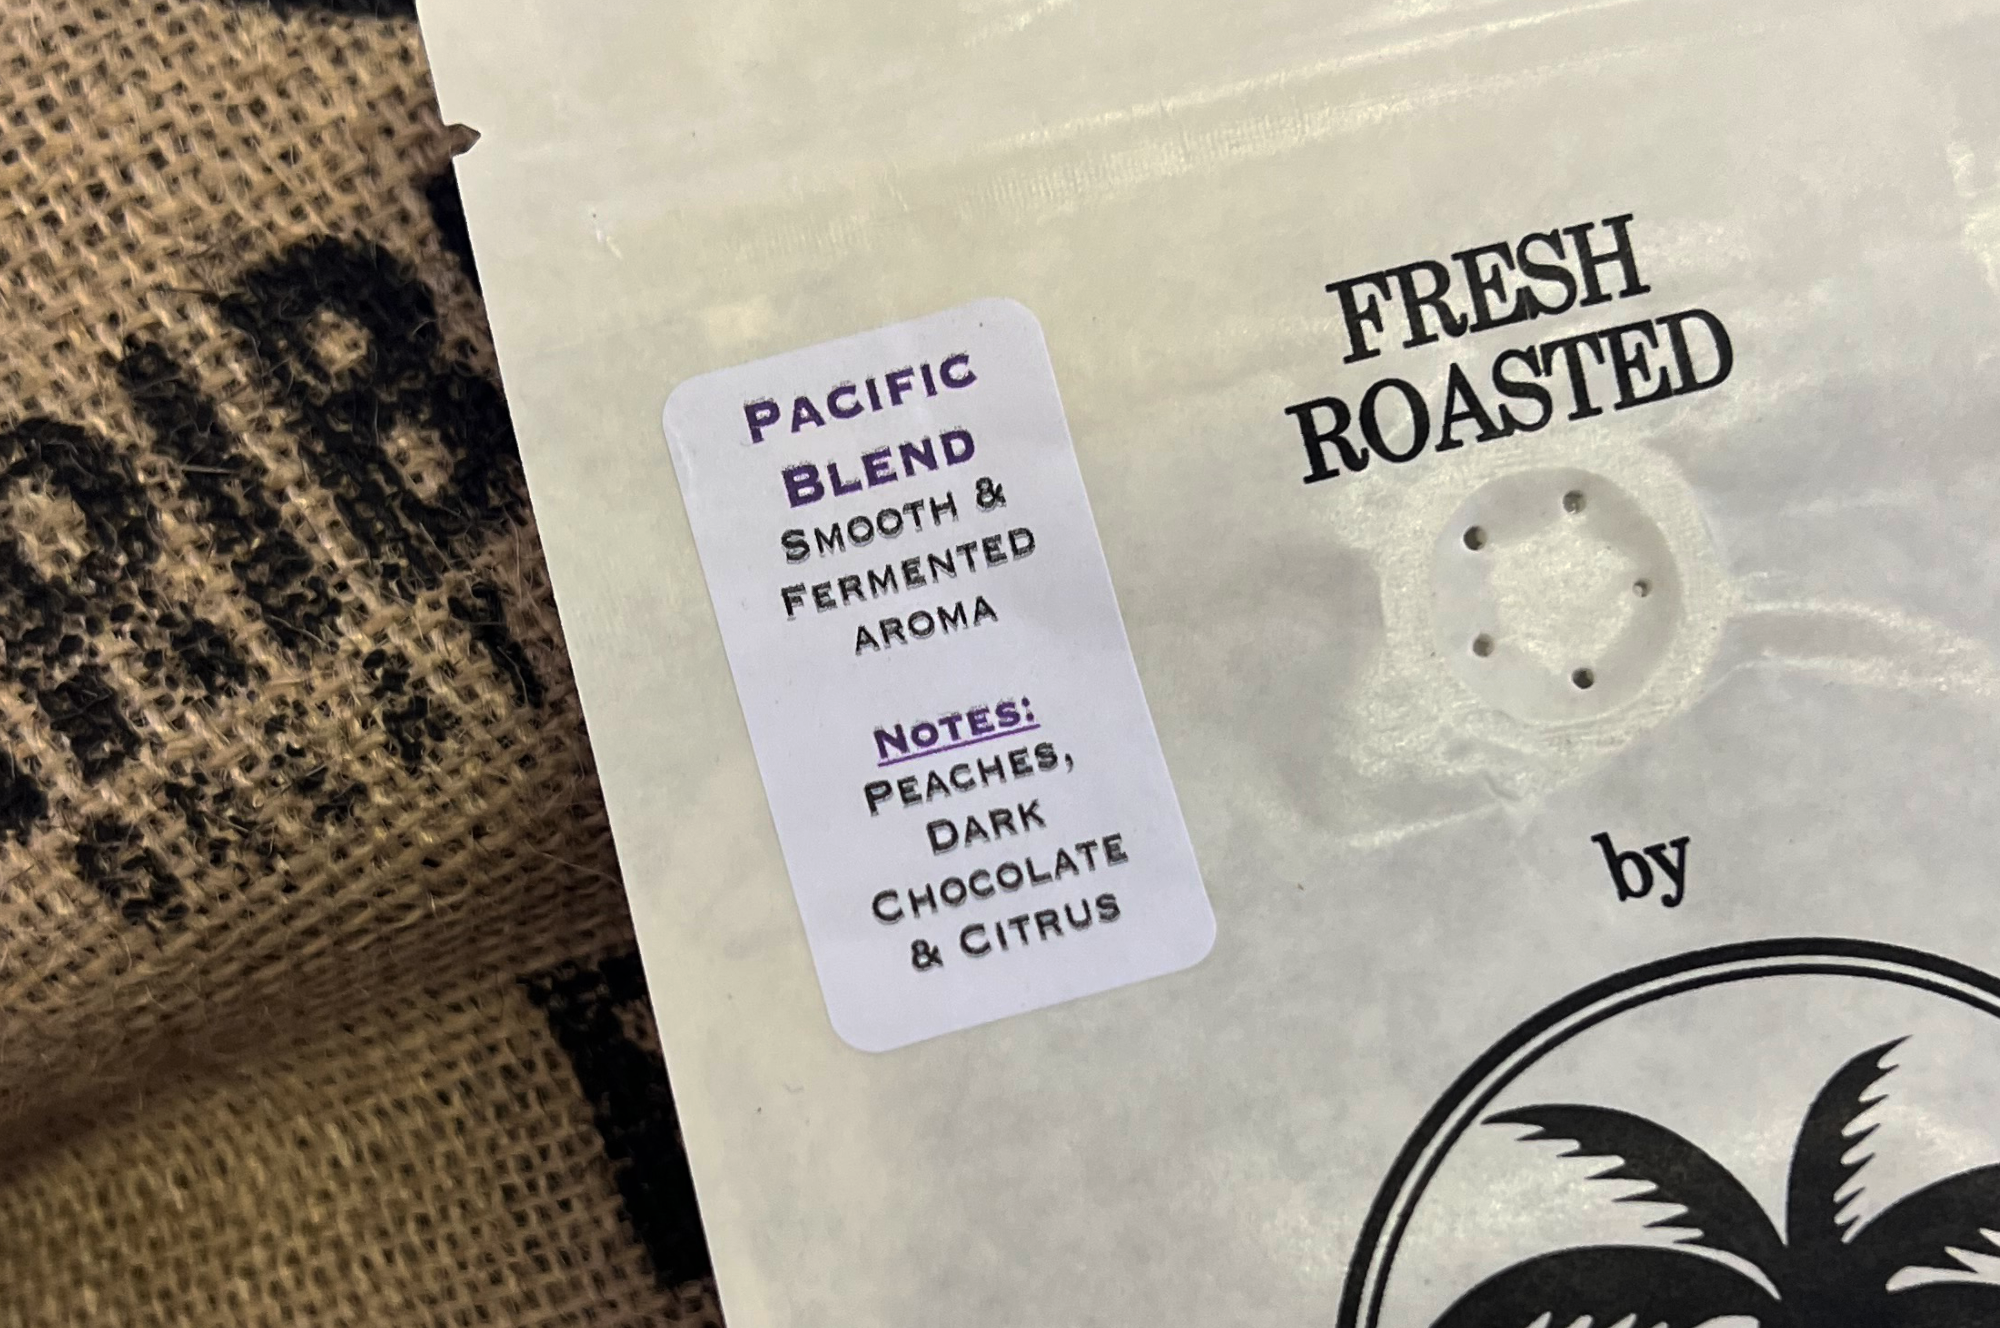 PACIFIC
BLEND
SMOOTH &
FERMENTED
AROMA
NOTES:
PEACHES,
DARK
CHOCOLATE
& CITRUS
FRESH
ROASTED
by